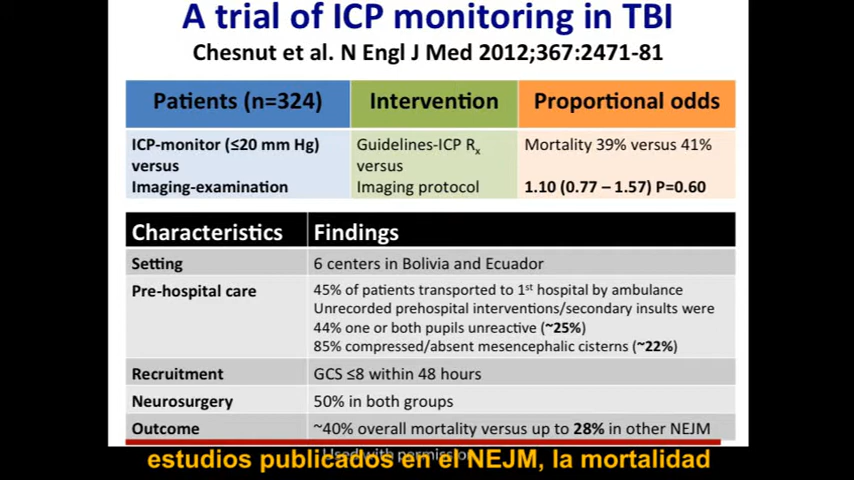 A trial of ICP monitoring in TBI
Chesnut et al. N Engl J Med 2012;367:2471-81
Patients (n=324) Intervention Proportional odds
ICP-monitor (≤20 mm Hg) Guidelines-ICP Rx Mortality 39% versus 41%
versus versus
Imaging-examination Imaging protocol 1.10 (0.77 – 1.57) P=0.60
Characteristics Findings
Setting 6 centers in Bolivia and Ecuador
Pre-hospital care 45% of patients transported to 1st hospital by ambulance
Unrecorded prehospital interventions/secondary insults were
44% one or both pupils unreactive (~25%)
85% compressed/absent mesencephalic cisterns (~22%)
Recruitment GCS ≤8 within 48 hours
Neurosurgery 50% in both groups
Outcome ~40% overall mortality versus up to 28% in other NEJM
Used with permission
estudios publicados en el NEJM, la mortalidad